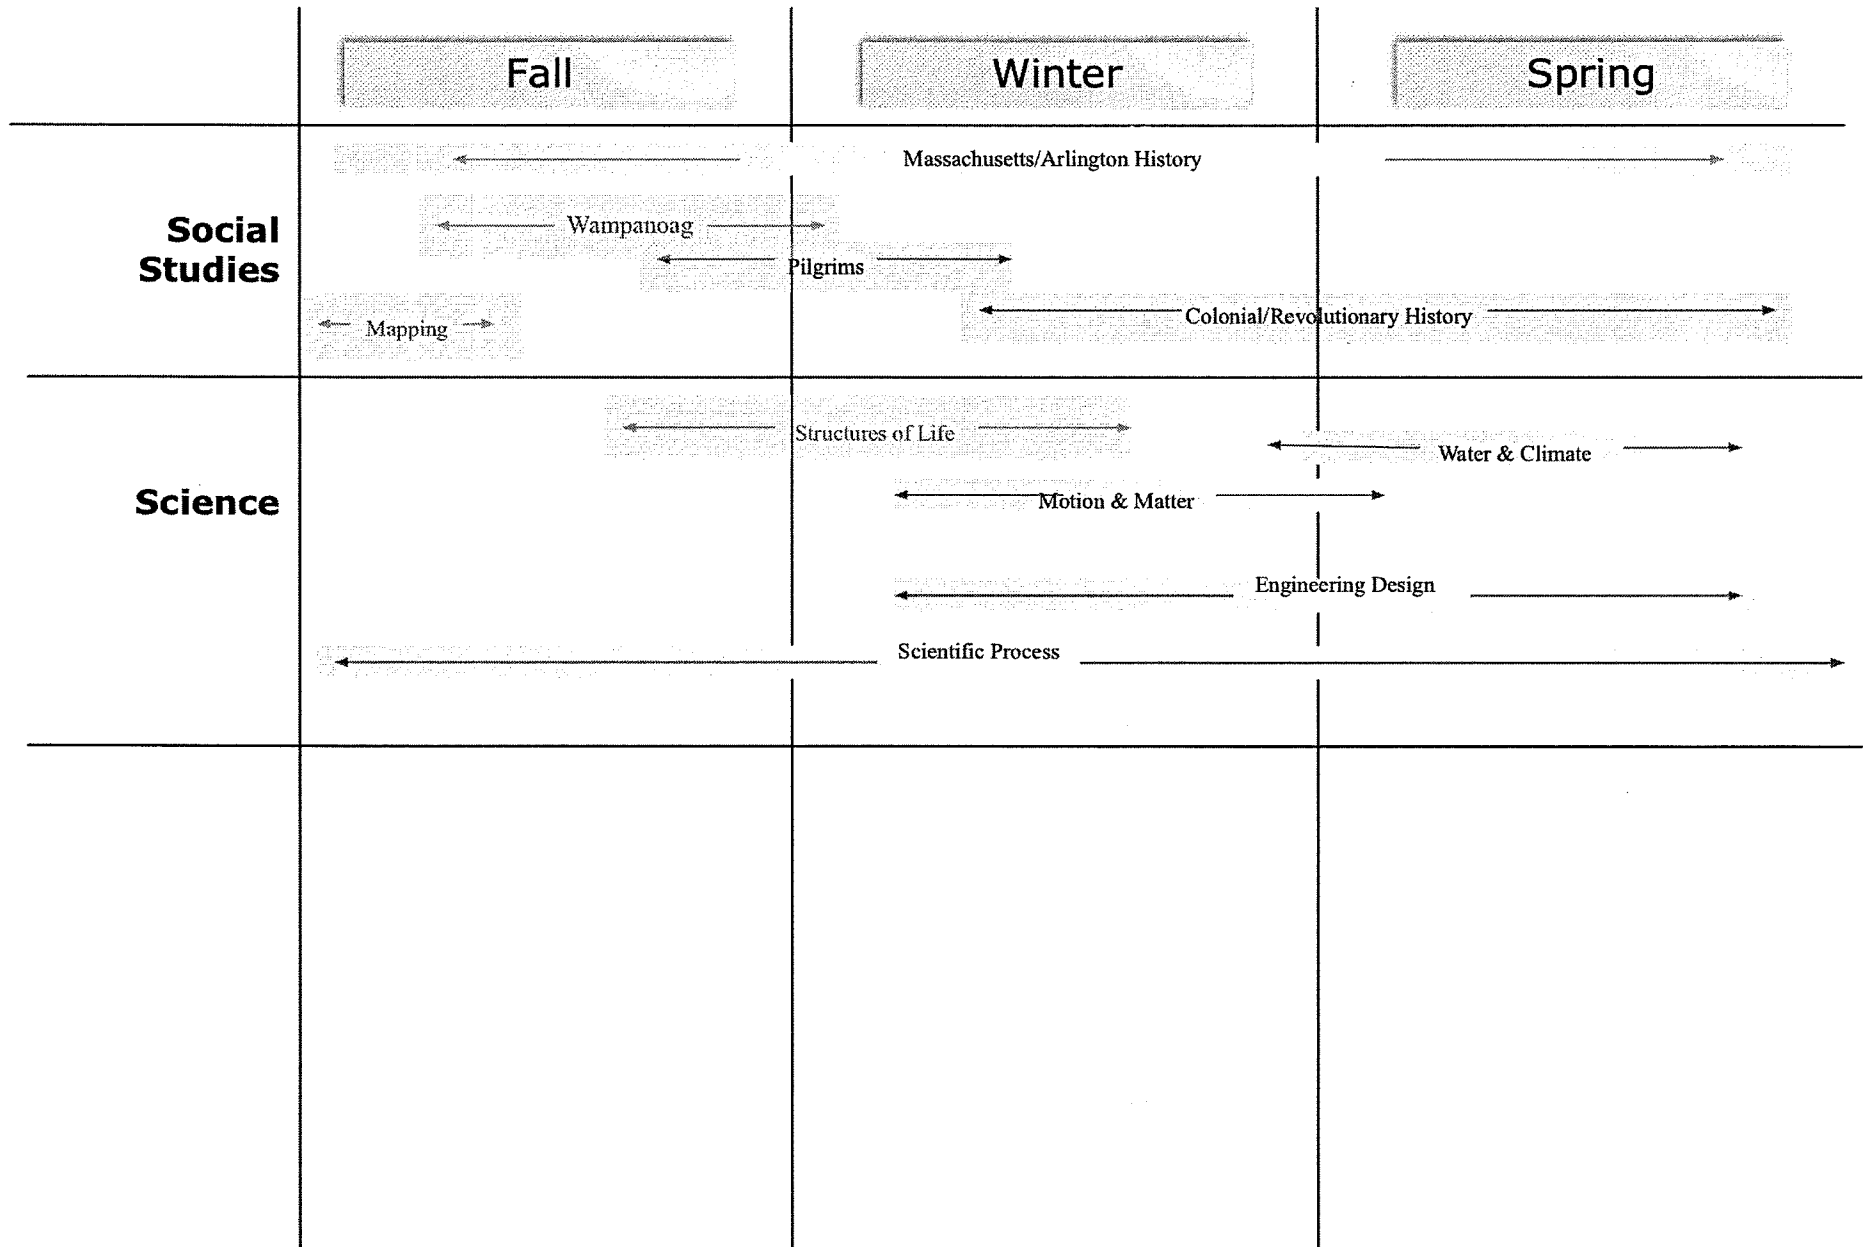 Fall
Winter
Spring
Massachusetts/Arlington History
Social
Studies
Wampanoag
Pilgrims
Mapping
Colonial/Revolutionary History
Science
Structures of Life
Water & Climate
Motion & Matter
Engineering Design
Scientific Process